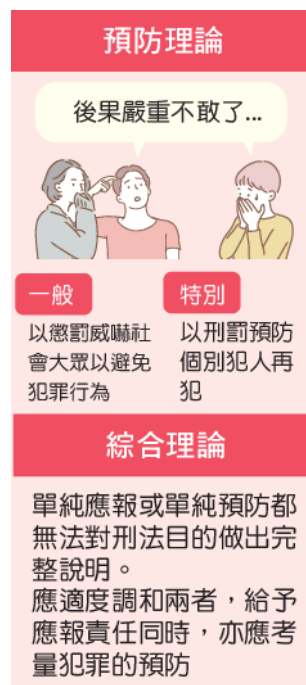 預防理論
後果嚴重不敢了...
一般
以懲罰威嚇社
會大眾以避免
犯罪行為
特別
以刑罰預防
個別犯人再
犯
綜合理論
單純應報或單純預防都
無法對刑法目的做出完
整說明。
應適度調和兩者，給予
應報責任同時，亦應考
量犯罪的預防